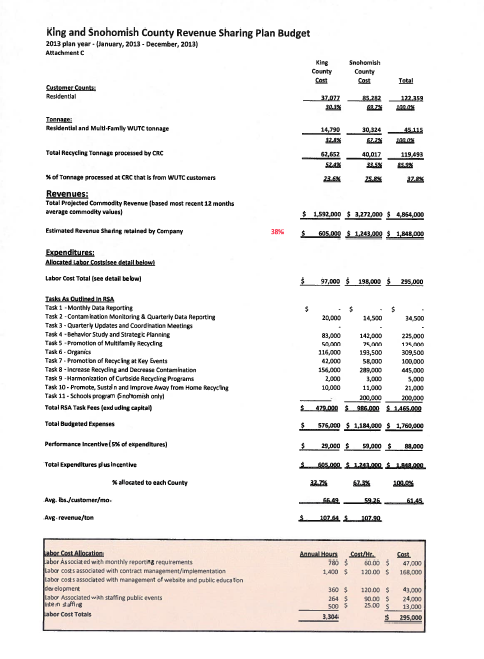 King and Snohomish County Revenue Sharing Plan Budget
2013 plan year - (January, 2013 - December, 2013)
Attachment C
King Snohomish
County County
Cost Cost Total
Customer Counts:
Residential 37,077 85,282 122,359
30.3% 69.7% 100.0%
Tonnage:
Residential and Multi-Family WUTC tonnage 14,790 30,324 45,115
32.8% 67.2% 100.0%
Total Recycling Tonnage processed by CRC 62,652 40,017 119,493
52.4% 33.5% 85.9%
% of Tonnage processed at CRC that is from WUTC customers 23.6% 75.8% 37.8%
Revenues:
Total Projected Commodity Revenue (based most recent 12 months
average commodity values) $ 1,592,000 $ 3,272,000 $ 4,864,000
Estimated Revenue Sharing retained by Company 38% $ 605,000 $ 1,243,000 $ 1,848,000
Expenditures:
Allocated Labor Costs(see detail below)
Labor Cost Total (see detail below) $ 97,000 $ 198,000 $ 295,000
Tasks As Outlined in RSA
Task 1 - Monthly Data Reporting $ - $ - $ -
Task 2 - Contamination Monitoring & Quarterly Data Reporting 20,000 14,500 34,500
Task 3 - Quarterly Updates and Coordination Meetings - - -
Task 4 - Behavior Study and Strategic Planning 83,000 142,000 225,000
Task 5 - Promotion of Multifamily Recycling 50,000 75,000 125,000
Task 6 - Organics 116,000 193,500 309,500
Task 7 - Promotion of Recycling at Key Events 42,000 58,000 100,000
Task 8 - Increase Recycling and Decrease Contamination 156,000 289,000 445,000
Task 9 - Harmonization of Curbside Recycling Programs 2,000 3,000 5,000
Task 10 - Promote, Sustain and Improve Away from Home Recycling 10,000 11,000 21,000
Task 11 - Schools program (Snohomish only) 200,000 200,000
Total RSA Task Fees (excluding capital) $ 479,000 $ 986,000 $ 1,465,000
Total Budgeted Expenses $ 576,000 $ 1,184,000 $ 1,760,000
Performance Incentive (5% of expenditures) $ 29,000 $ 59,000 $ 88,000
Total Expenditures plus Incentive $ 605,000 $ 1,243,000 $ 1,848,000
% allocated to each County 32.7% 67.3% 100.0%
Avg. lbs./customer/mo. 66.49 59.26 61.45
Avg. revenue/ton $ 107.64 $ 107.90
Labor Cost Allocation: Annual Hours Cost/Hr. Cost
Labor Associated with monthly reporting requirements 780 $ 60.00 $ 47,000
Labor costs associated with contract management/implementation 1,400 $ 120.00 $ 168,000
Labor costs associated with management of website and public education
development 360 $ 120.00 $ 43,000
Labor Associated with staffing public events 264 $ 90.00 $ 24,000
Intern staffing 500 $ 25.00 $ 13,000
Labor Cost Totals 3,304 $ 295,000